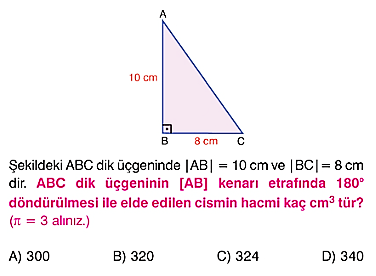 A
10 cm
B
8 cm
C
Şekildeki ABC dik üçgeninde |AB| = 10 cm ve |BC| = 8 cm
dir. ABC dik üçgeninin [AB] kenarı etrafında 180°
döndürülmesi ile elde edilen cismin hacmi kaç cm³ tür?
(π = 3 alınız.)
A) 300 B) 320 C) 324 D) 340